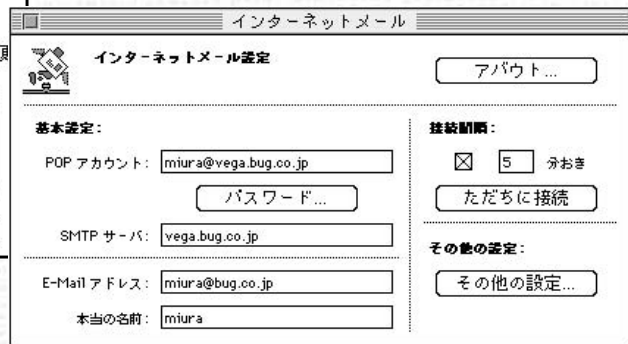 インターネットメール
インターネットメール設定
アバウト...
基本設定：
POP アカウント：
miura@vega.bug.co.jp
パスワード...
SMTP サーバ：
vega.bug.co.jp
E-Mail アドレス：
miura@bug.co.jp
本当の名前：
miura
接続間隔：
5 分おき
ただちに接続
その他の設定：
その他の設定...